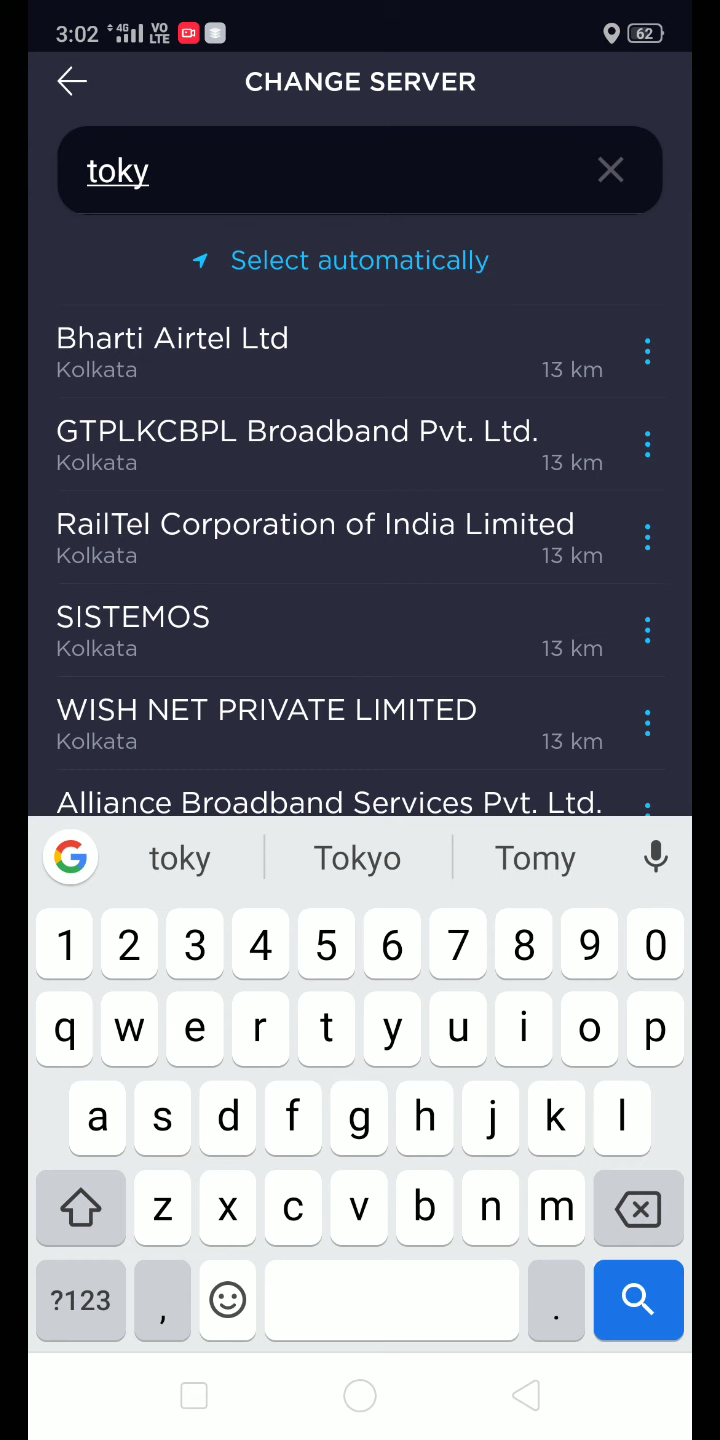 3:02 4G VO LTE 62
CHANGE SERVER
toky
Select automatically
Bharti Airtel Ltd
Kolkata 13 km
GTPLKCBPL Broadband Pvt. Ltd.
Kolkata 13 km
RailTel Corporation of India Limited
Kolkata 13 km
SISTEMOS
Kolkata 13 km
WISH NET PRIVATE LIMITED
Kolkata 13 km
Alliance Broadband Services Pvt. Ltd.
G toky Tokyo Tomy
1 2 3 4 5 6 7 8 9 0
q w e r t y u i o p
a s d f g h j k l
z x c v b n m
?123 , .